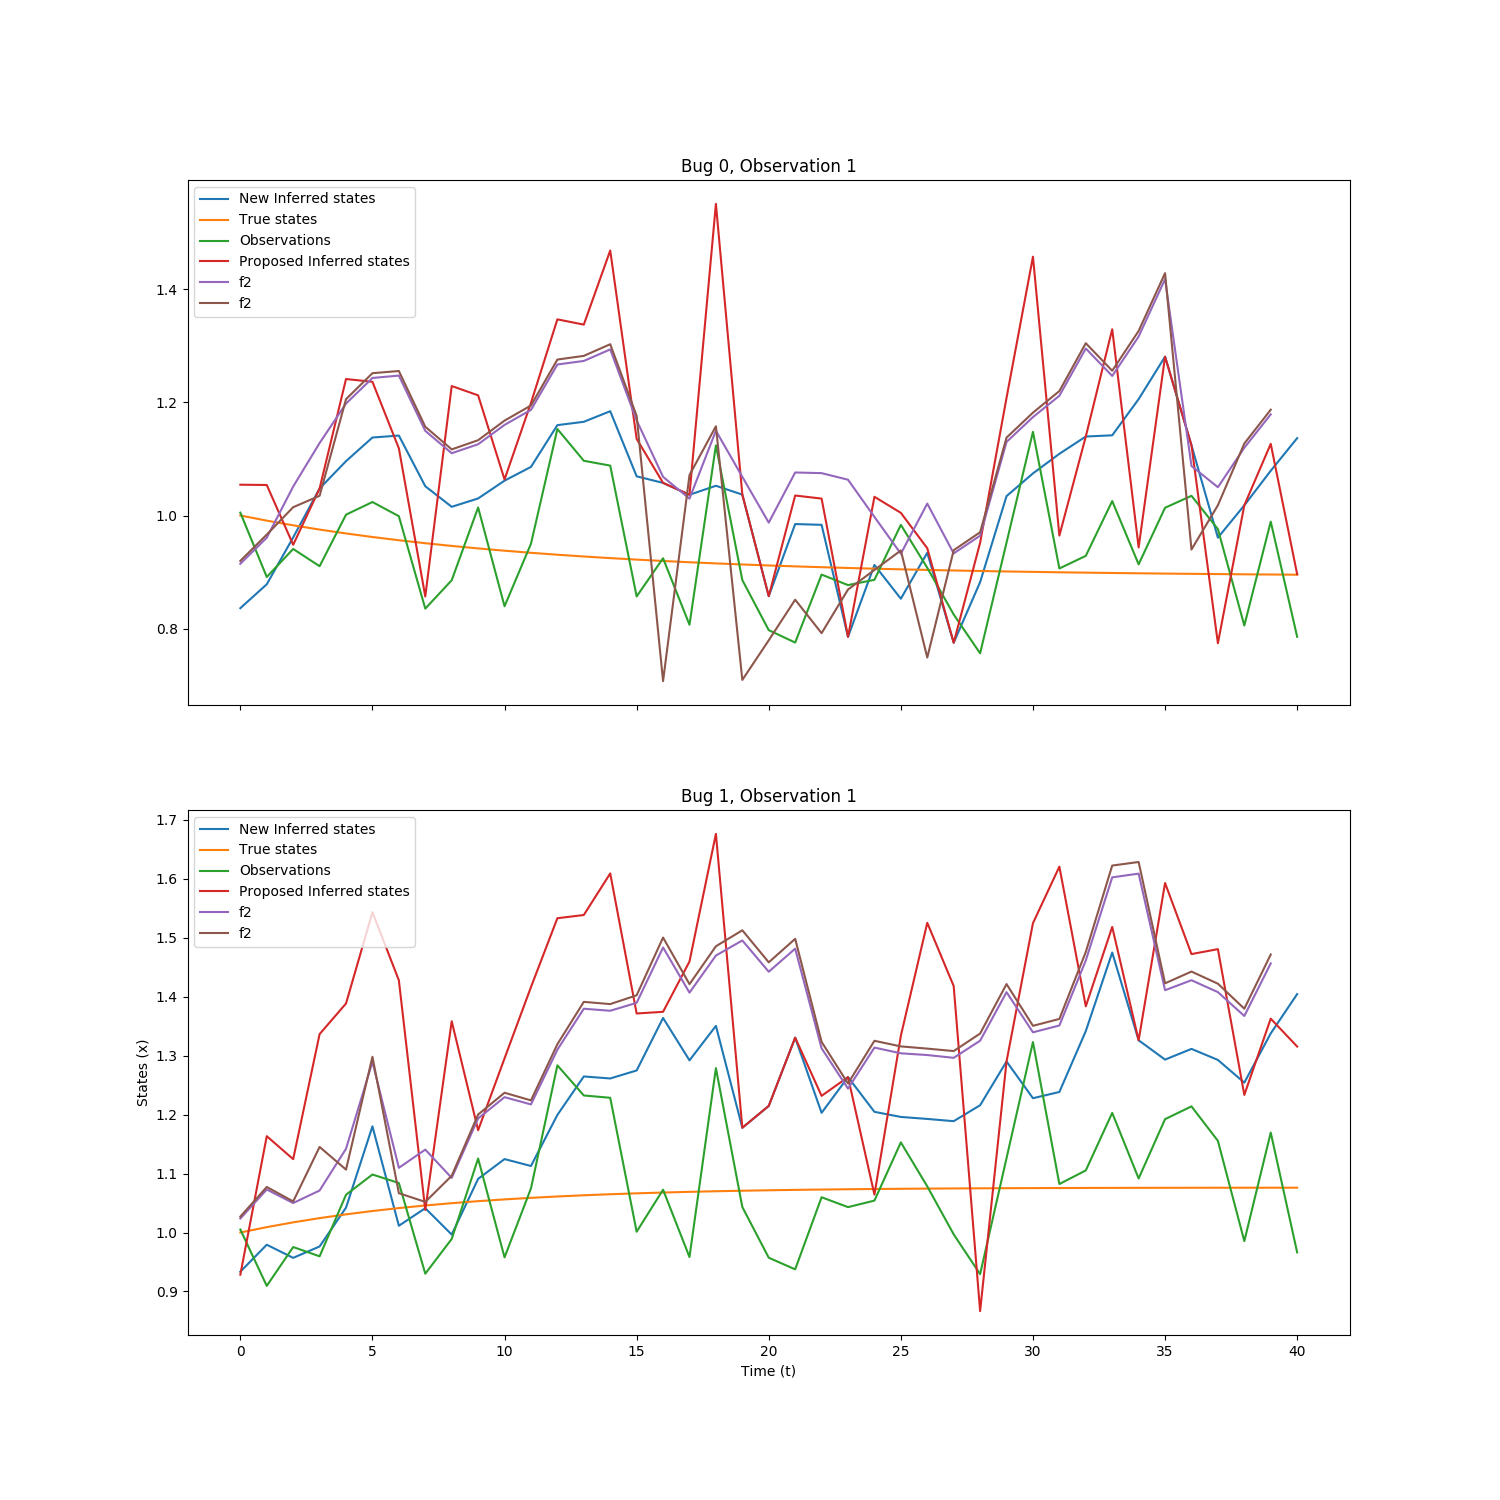 Bug 0, Observation 1
New Inferred states
True states
Observations
Proposed Inferred states
f2
f2
1.4
1.2
1.0
0.8
Bug 1, Observation 1
New Inferred states
True states
Observations
Proposed Inferred states
f2
f2
1.7
1.6
1.5
1.4
1.3
1.2
1.1
1.0
0.9
States (x)
0 5 10 15 20 25 30 35 40
Time (t)